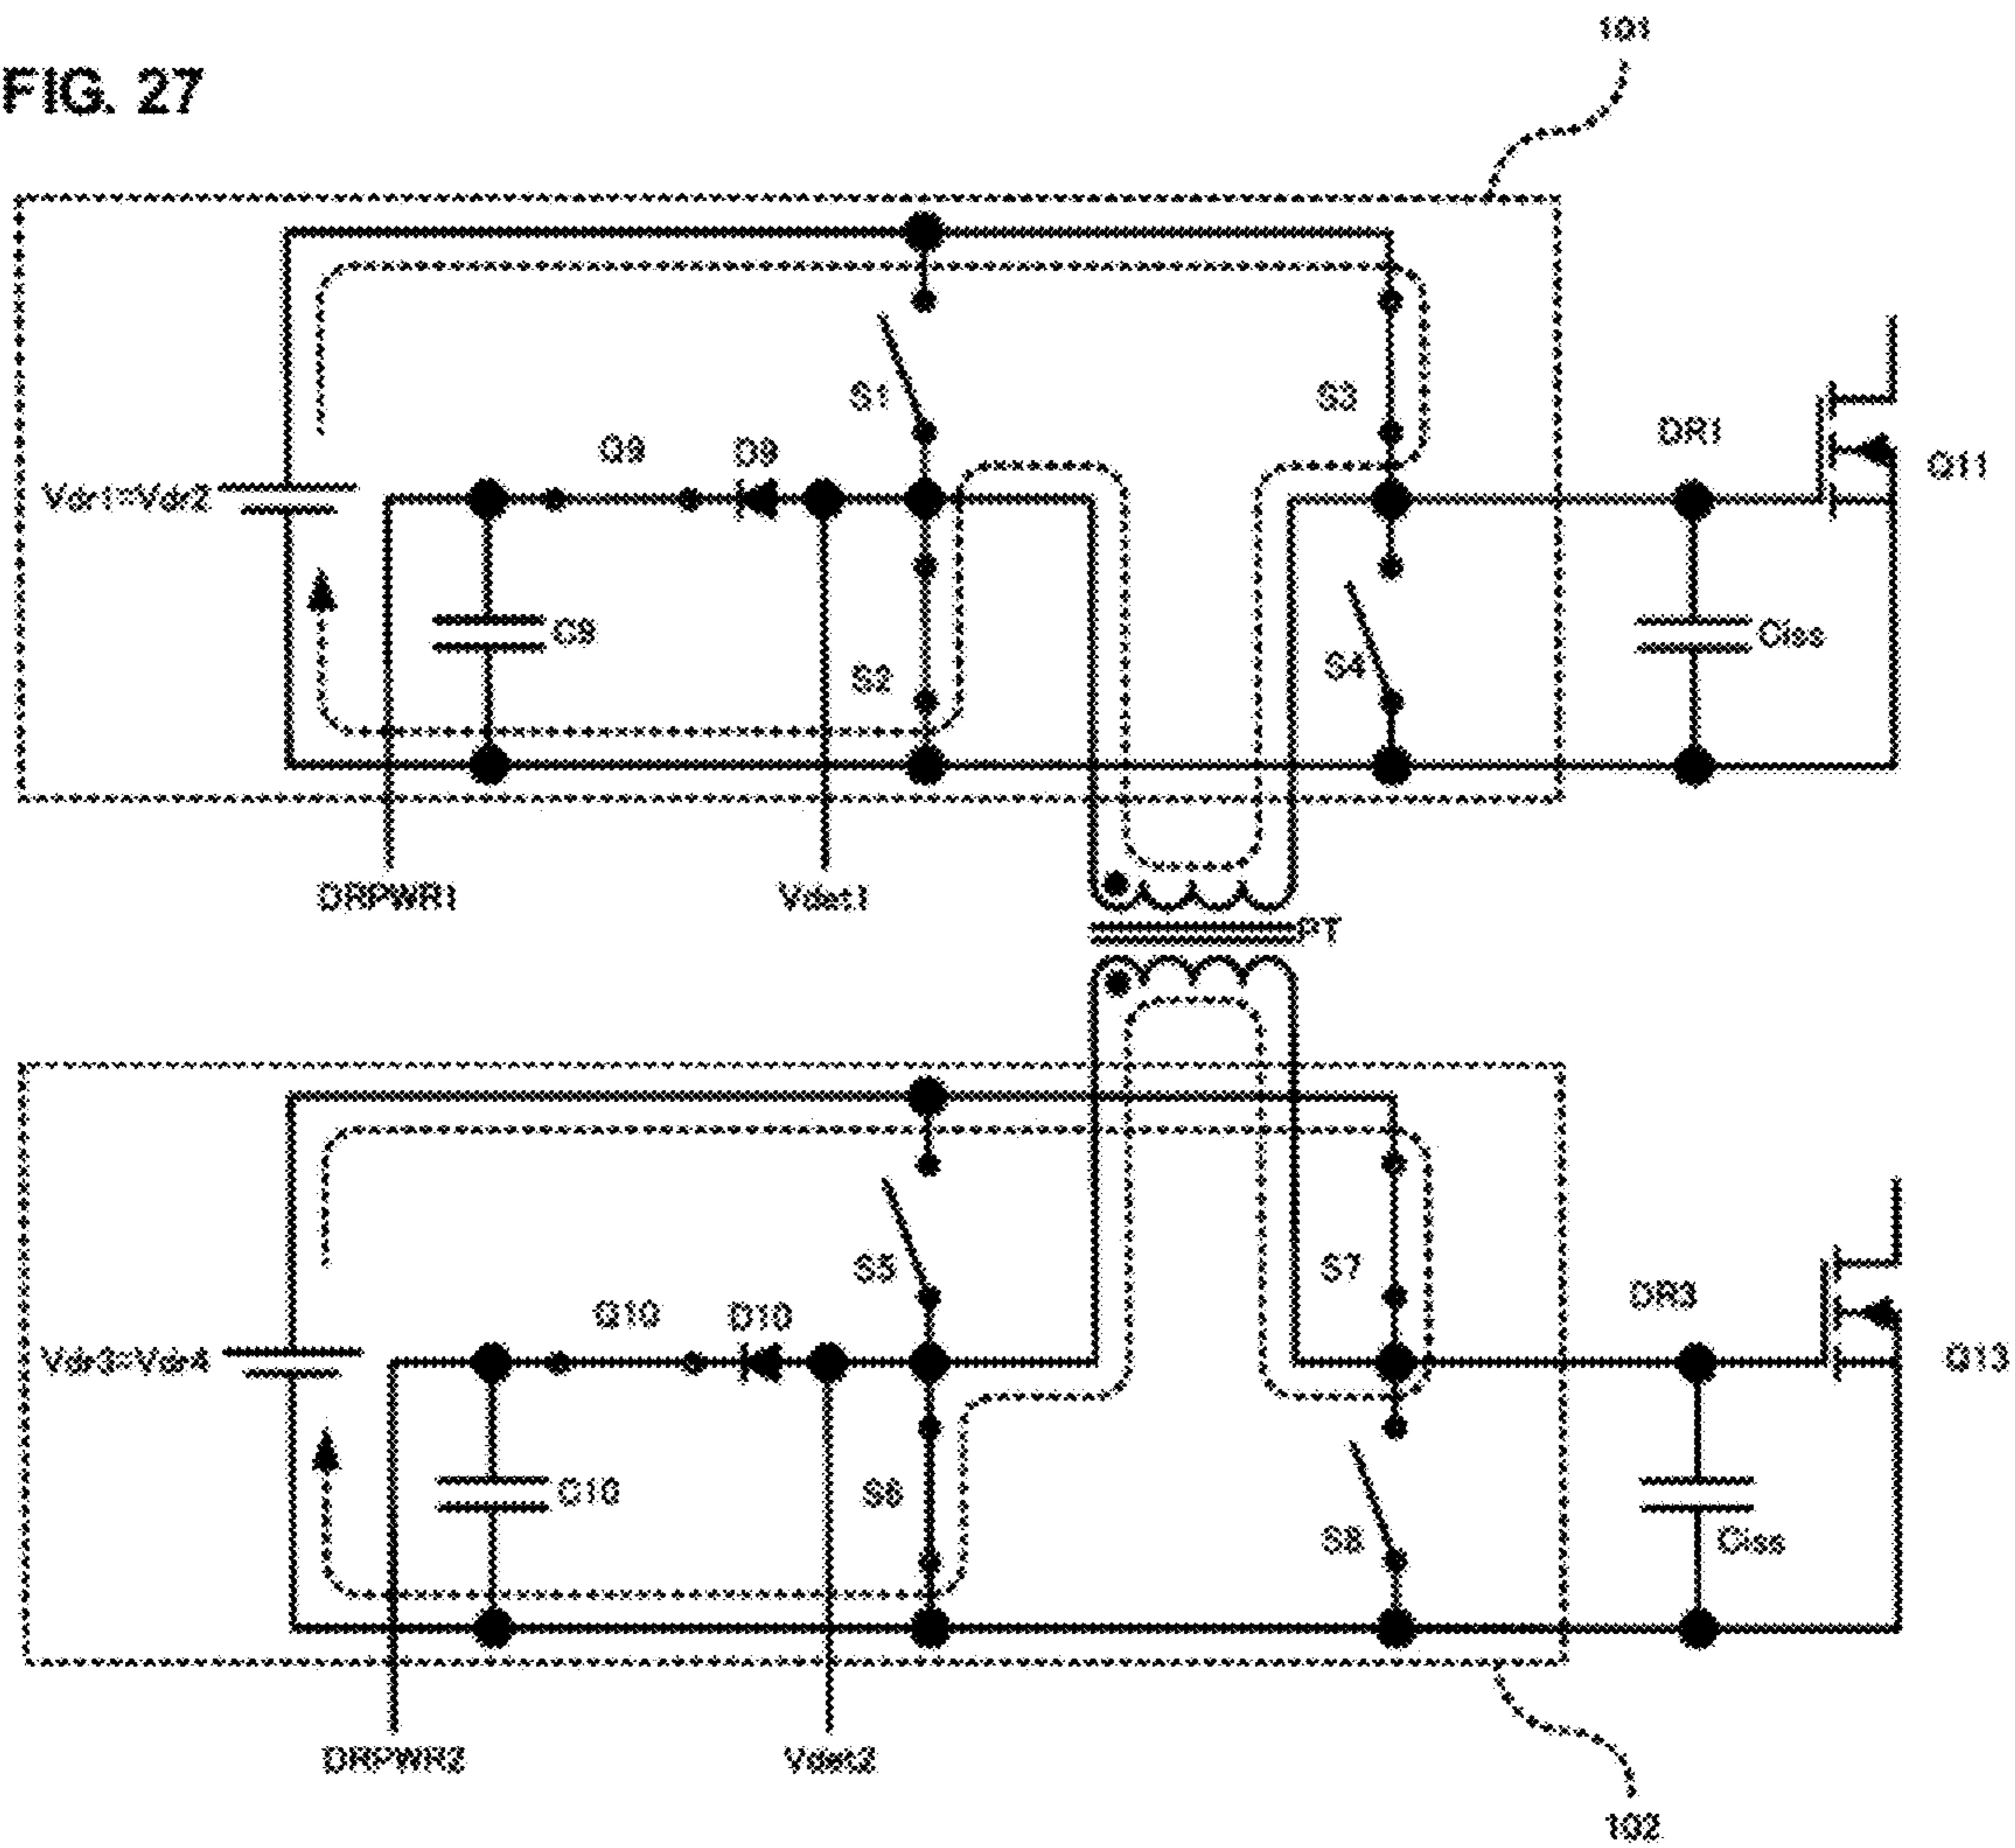 101
FIG. 27
S1
S3
DR1
Q9
D9
Q11
Vdr1=Vdr2
C9
Ciss
S2
S4
DRPWR1
Vdet1
PT
S5
S7
DR3
Q10
D10
Vdr3=Vdr4
Q13
C10
S6
S8
Ciss
DRPWR2
Vdet2
102